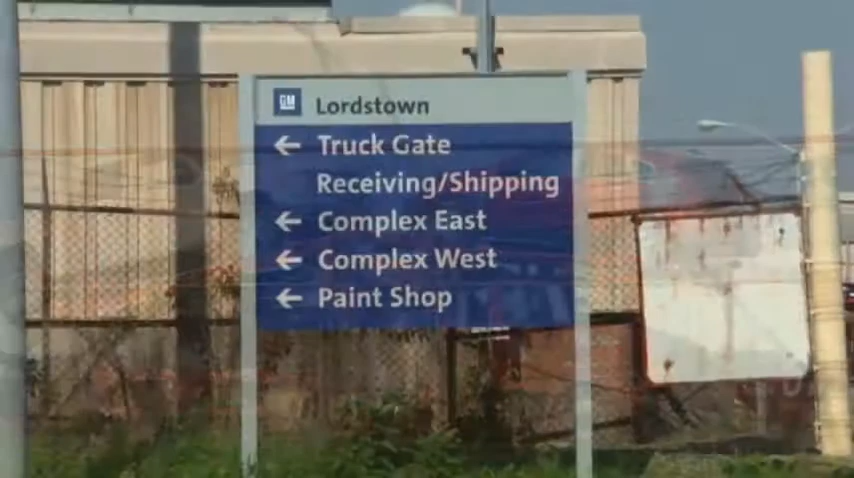 GM Lordstown
← Truck Gate
Receiving/Shipping
← Complex East
← Complex West
← Paint Shop